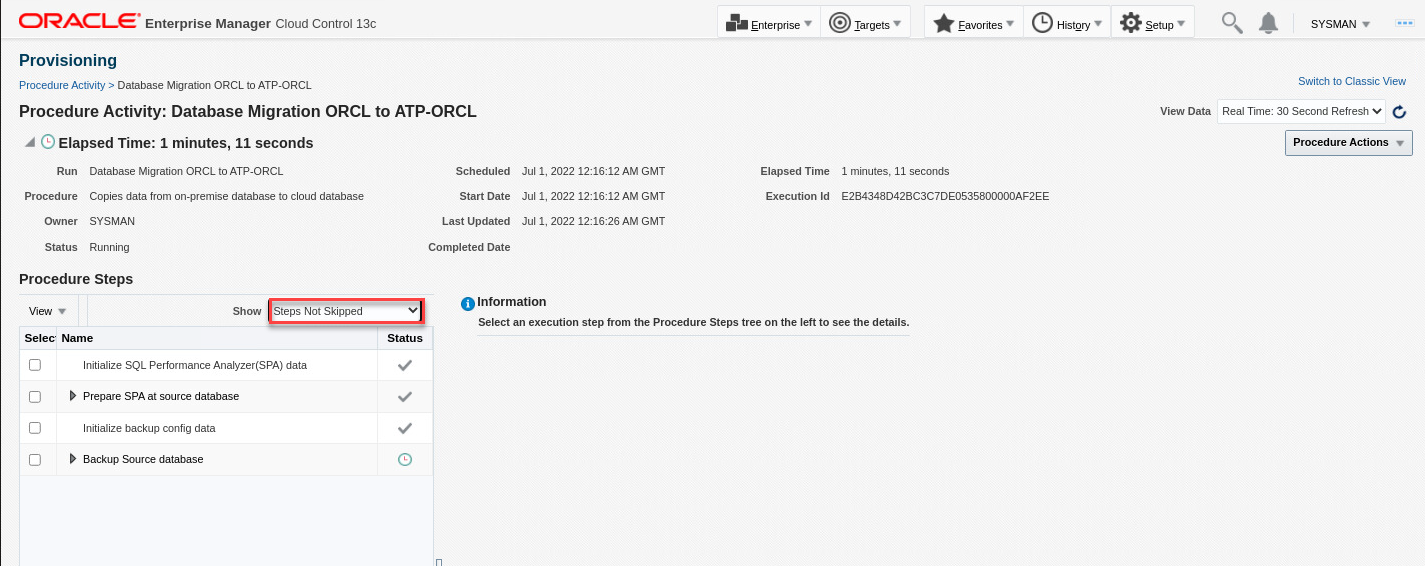 ORACLE® Enterprise Manager Cloud Control 13c
Enterprise Targets Favorites History Setup SYSMAN
Provisioning
Procedure Activity > Database Migration ORCL to ATP-ORCL
Switch to Classic View
Procedure Activity: Database Migration ORCL to ATP-ORCL
View Data Real Time: 30 Second Refresh
Elapsed Time: 1 minutes, 11 seconds
Procedure Actions
Run Database Migration ORCL to ATP-ORCL Scheduled Jul 1, 2022 12:16:12 AM GMT Elapsed Time 1 minutes, 11 seconds
Procedure Copies data from on-premise database to cloud database Start Date Jul 1, 2022 12:16:12 AM GMT Execution Id E2B4348D42BC3C7DE0535800000AF2EE
Owner SYSMAN Last Updated Jul 1, 2022 12:16:26 AM GMT
Status Running Completed Date
Procedure Steps
View Show Steps Not Skipped
Selec Name Status
Initialize SQL Performance Analyzer(SPA) data
Prepare SPA at source database
Initialize backup config data
Backup Source database
Information
Select an execution step from the Procedure Steps tree on the left to see the details.